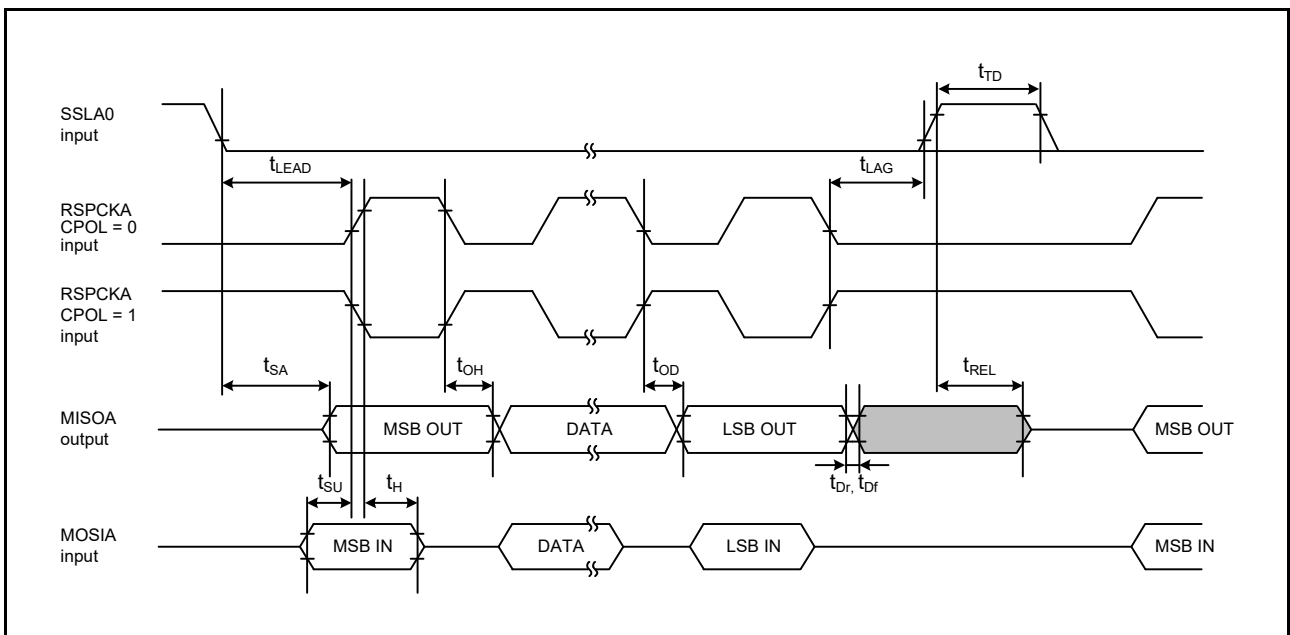 tTD
SSLA0
input
tLEAD
tLAG
RSPCKA
CPOL = 0
input
RSPCKA
CPOL = 1
input
tSA
tOH
tOD
tREL
MISOA
output
MSB OUT
DATA
LSB OUT
MSB OUT
tSU
tH
tDr, tDf
MOSIA
input
MSB IN
DATA
LSB IN
MSB IN